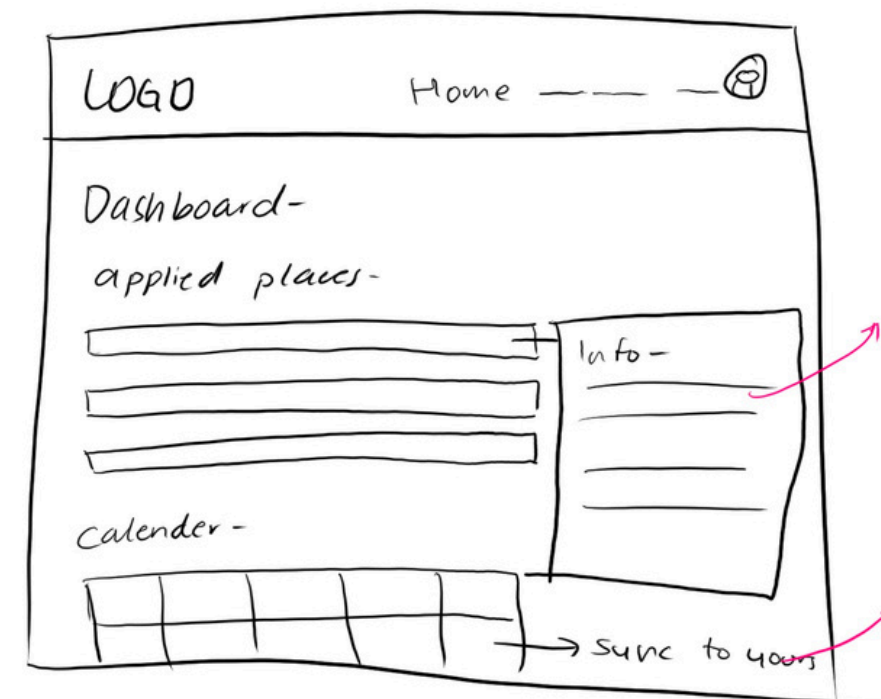 LOGO
Home
Dashboard-
applied places-
Info-
Calender-
Sync to yours